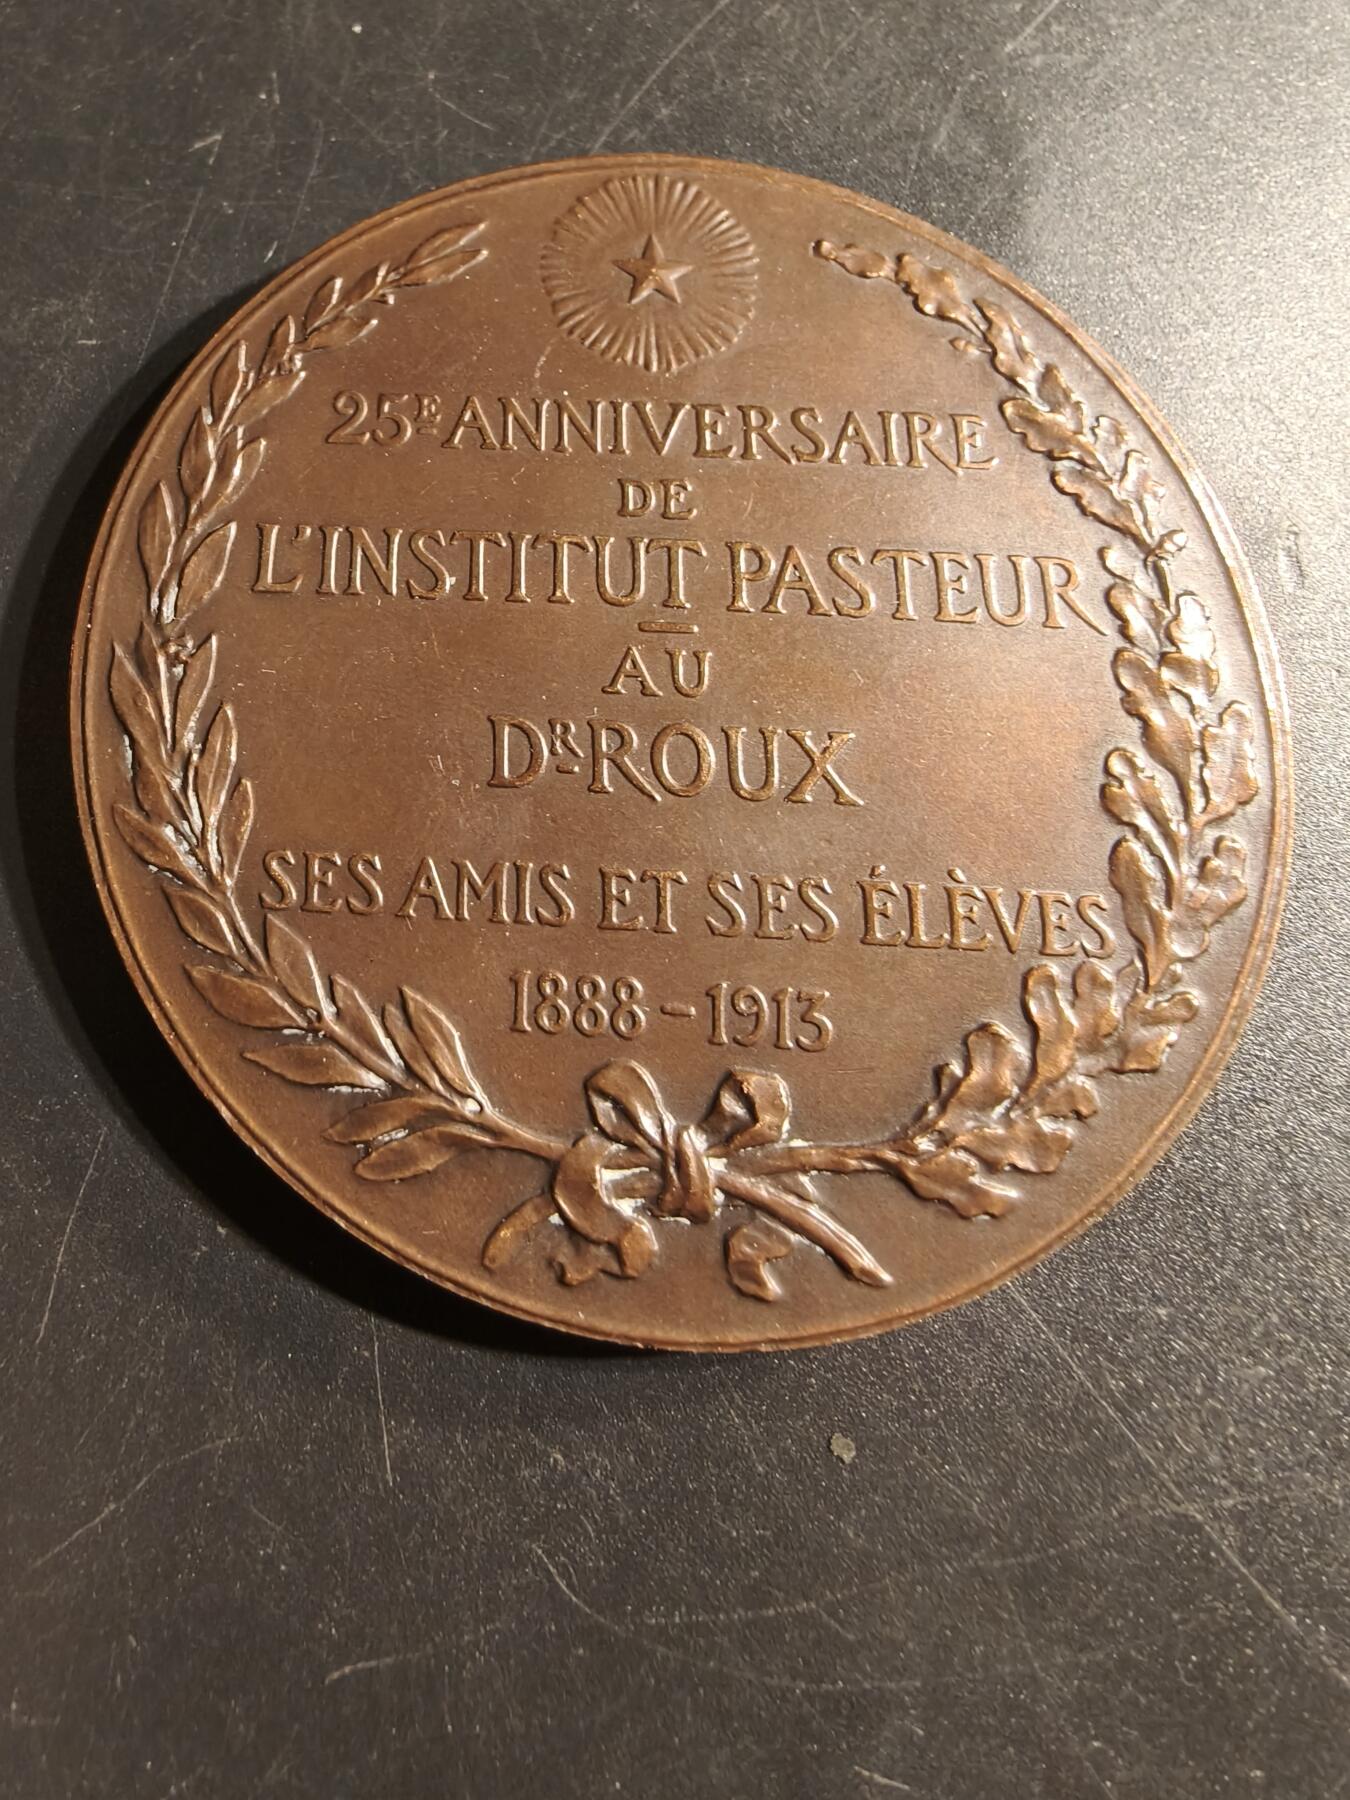 25E ANNIVERSAIRE
DE
L'INSTITUT PASTEUR
AU
DR ROUX
SES AMIS ET SES ÉLÈVES
1888-1913